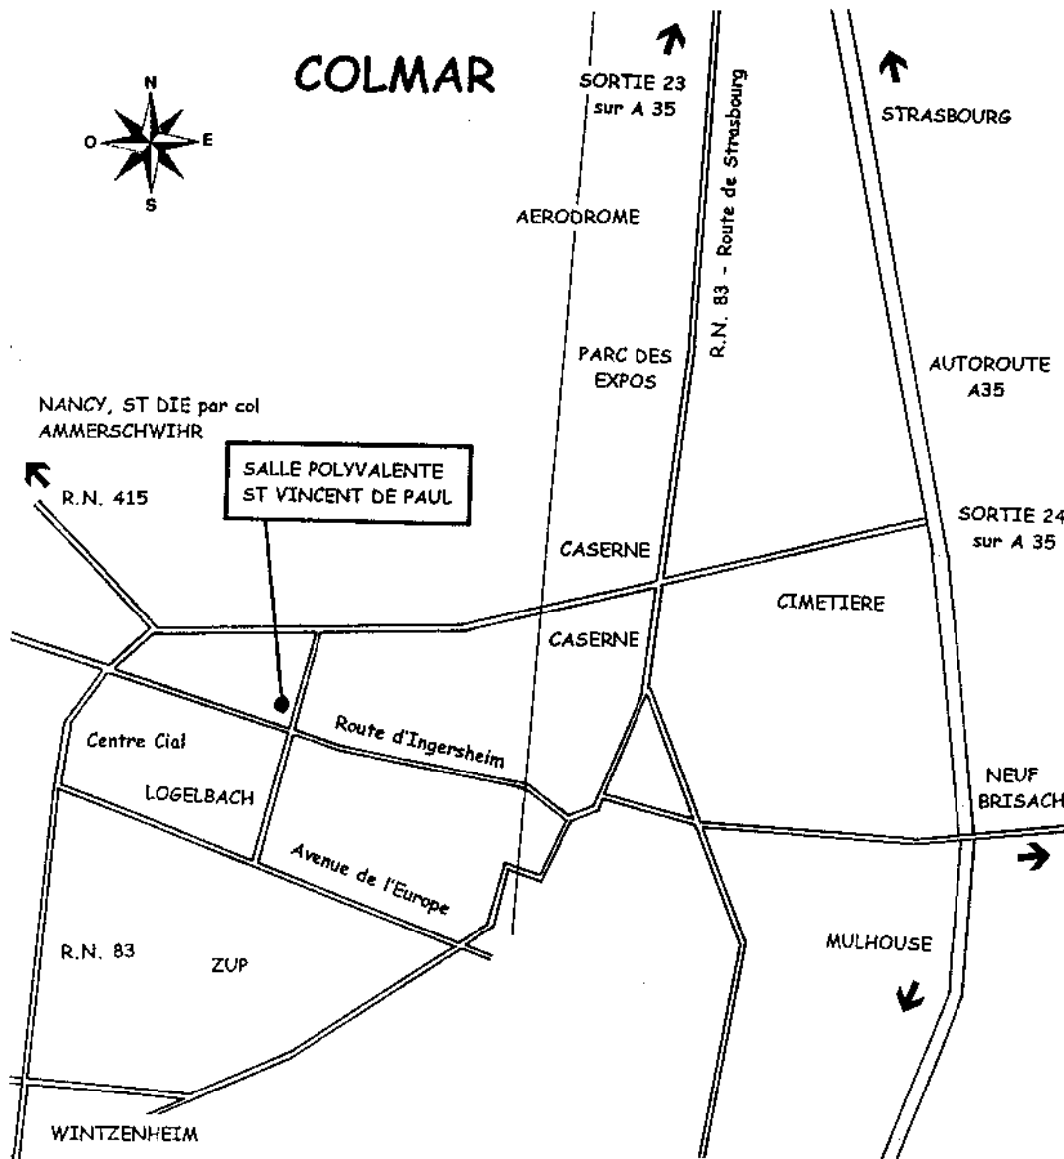 COLMAR
N
O
E
S
SORTIE 23
sur A 35
R.N. 83 - Route de Strasbourg
STRASBOURG
AERODROME
PARC DES
EXPOS
AUTOROUTE
A35
NANCY, ST DIE par col
AMMERSCHWIHR
R.N. 415
SALLE POLYVALENTE
ST VINCENT DE PAUL
SORTIE 24
sur A 35
CASERNE
CIMETIERE
CASERNE
Centre Cial
Route d'Ingersheim
LOGELBACH
NEUF
BRISACH
Avenue de l'Europe
R.N. 83
ZUP
MULHOUSE
WINTZENHEIM